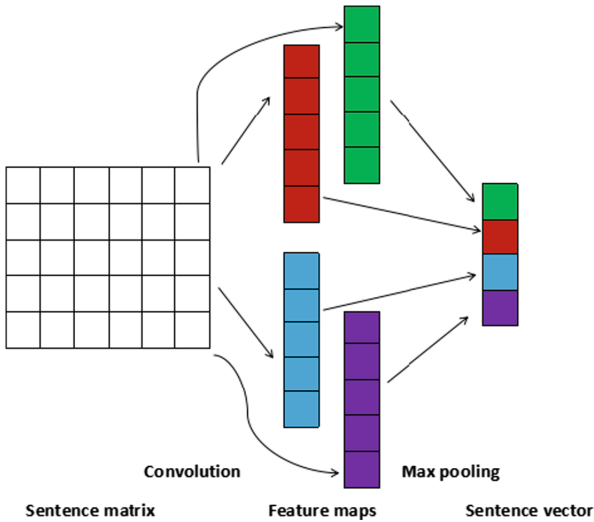 Convolution
Max pooling
Sentence matrix
Feature maps
Sentence vector